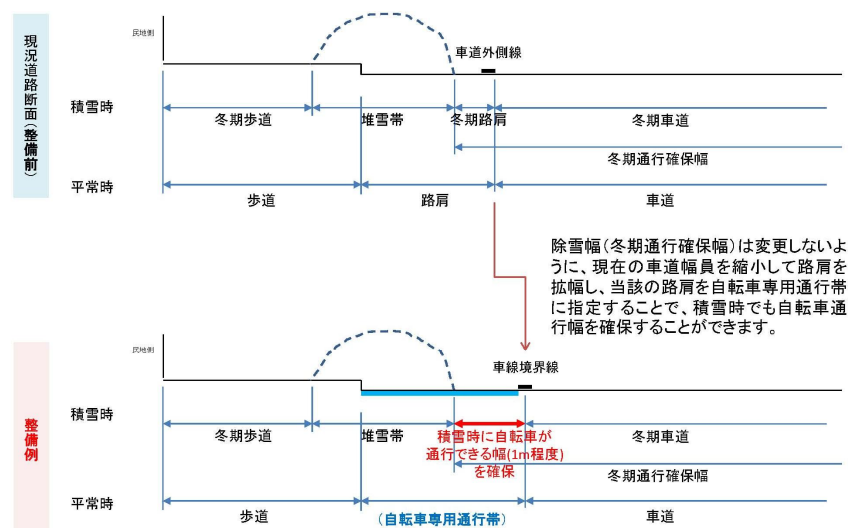 現況道路断面(整備前)
民地側
車道外側線
積雪時
冬期歩道
堆雪帯
冬期路肩
冬期車道
冬期通行確保幅
平常時
歩道
路肩
車道
除雪幅(冬期通行確保幅)は変更しないよ
うに、現在の車道幅員を縮小して路肩を
拡幅し、当該の路肩を自転車専用通行帯
に指定することで、積雪時でも自転車通
行幅を確保することができます。
整備例
民地側
車線境界線
積雪時
冬期歩道
堆雪帯
積雪時に自転車が
通行できる幅(1m程度)
を確保
冬期車道
冬期通行確保幅
平常時
歩道
(自転車専用通行帯)
車道